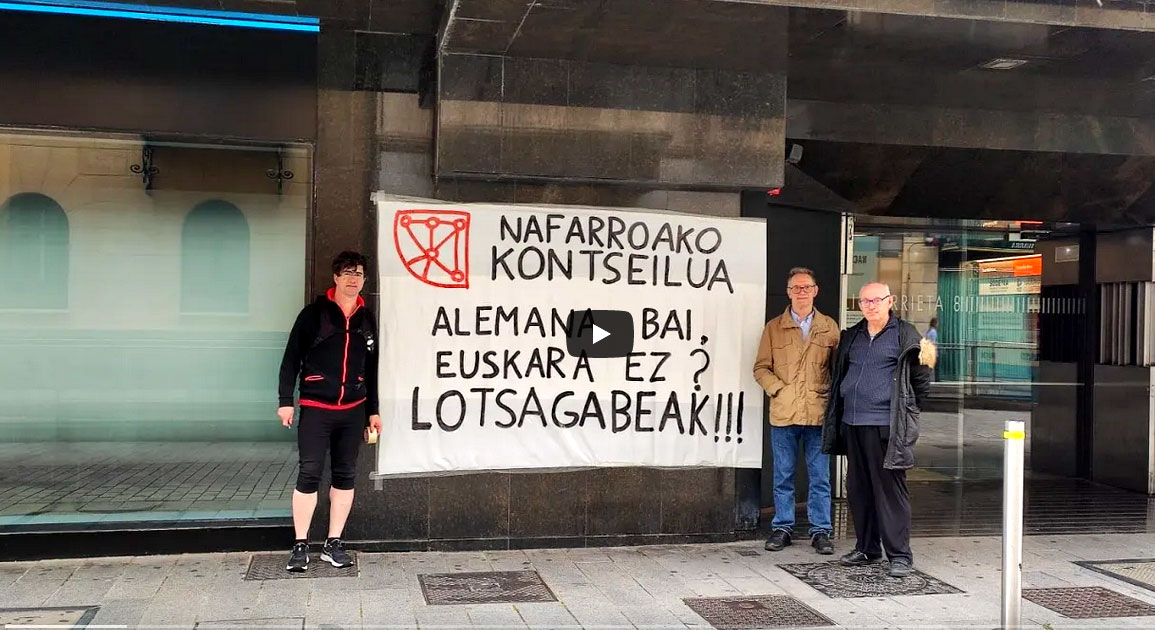 NAFARROAKO
KONTSEILUA
ALEMANA BAI,
EUSKARA EZ?
LOTSAGABEAK!!!